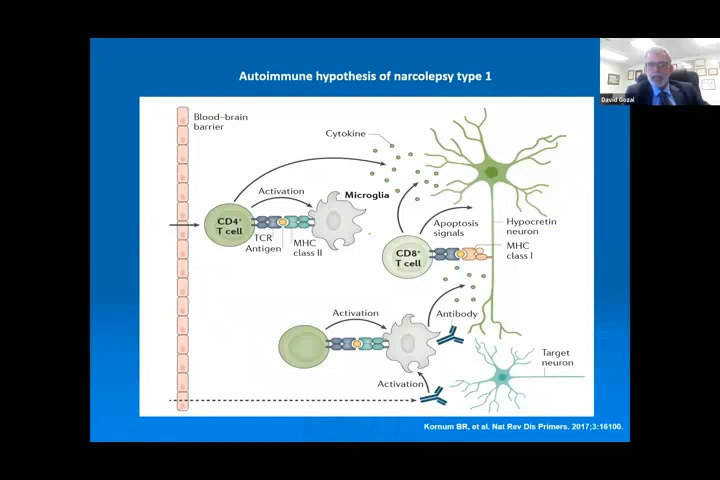 Autoimmune hypothesis of narcolepsy type 1
David Gozal
Blood–brain
barrier
Cytokine
Activation
Microglia
CD4⁺
T cell
TCR
Antigen
MHC
class II
Apoptosis
signals
Hypocretin
neuron
CD8⁺
T cell
MHC
class I
Activation
Antibody
Target
neuron
Activation
Kornum BR, et al. Nat Rev Dis Primers. 2017;3:16100.